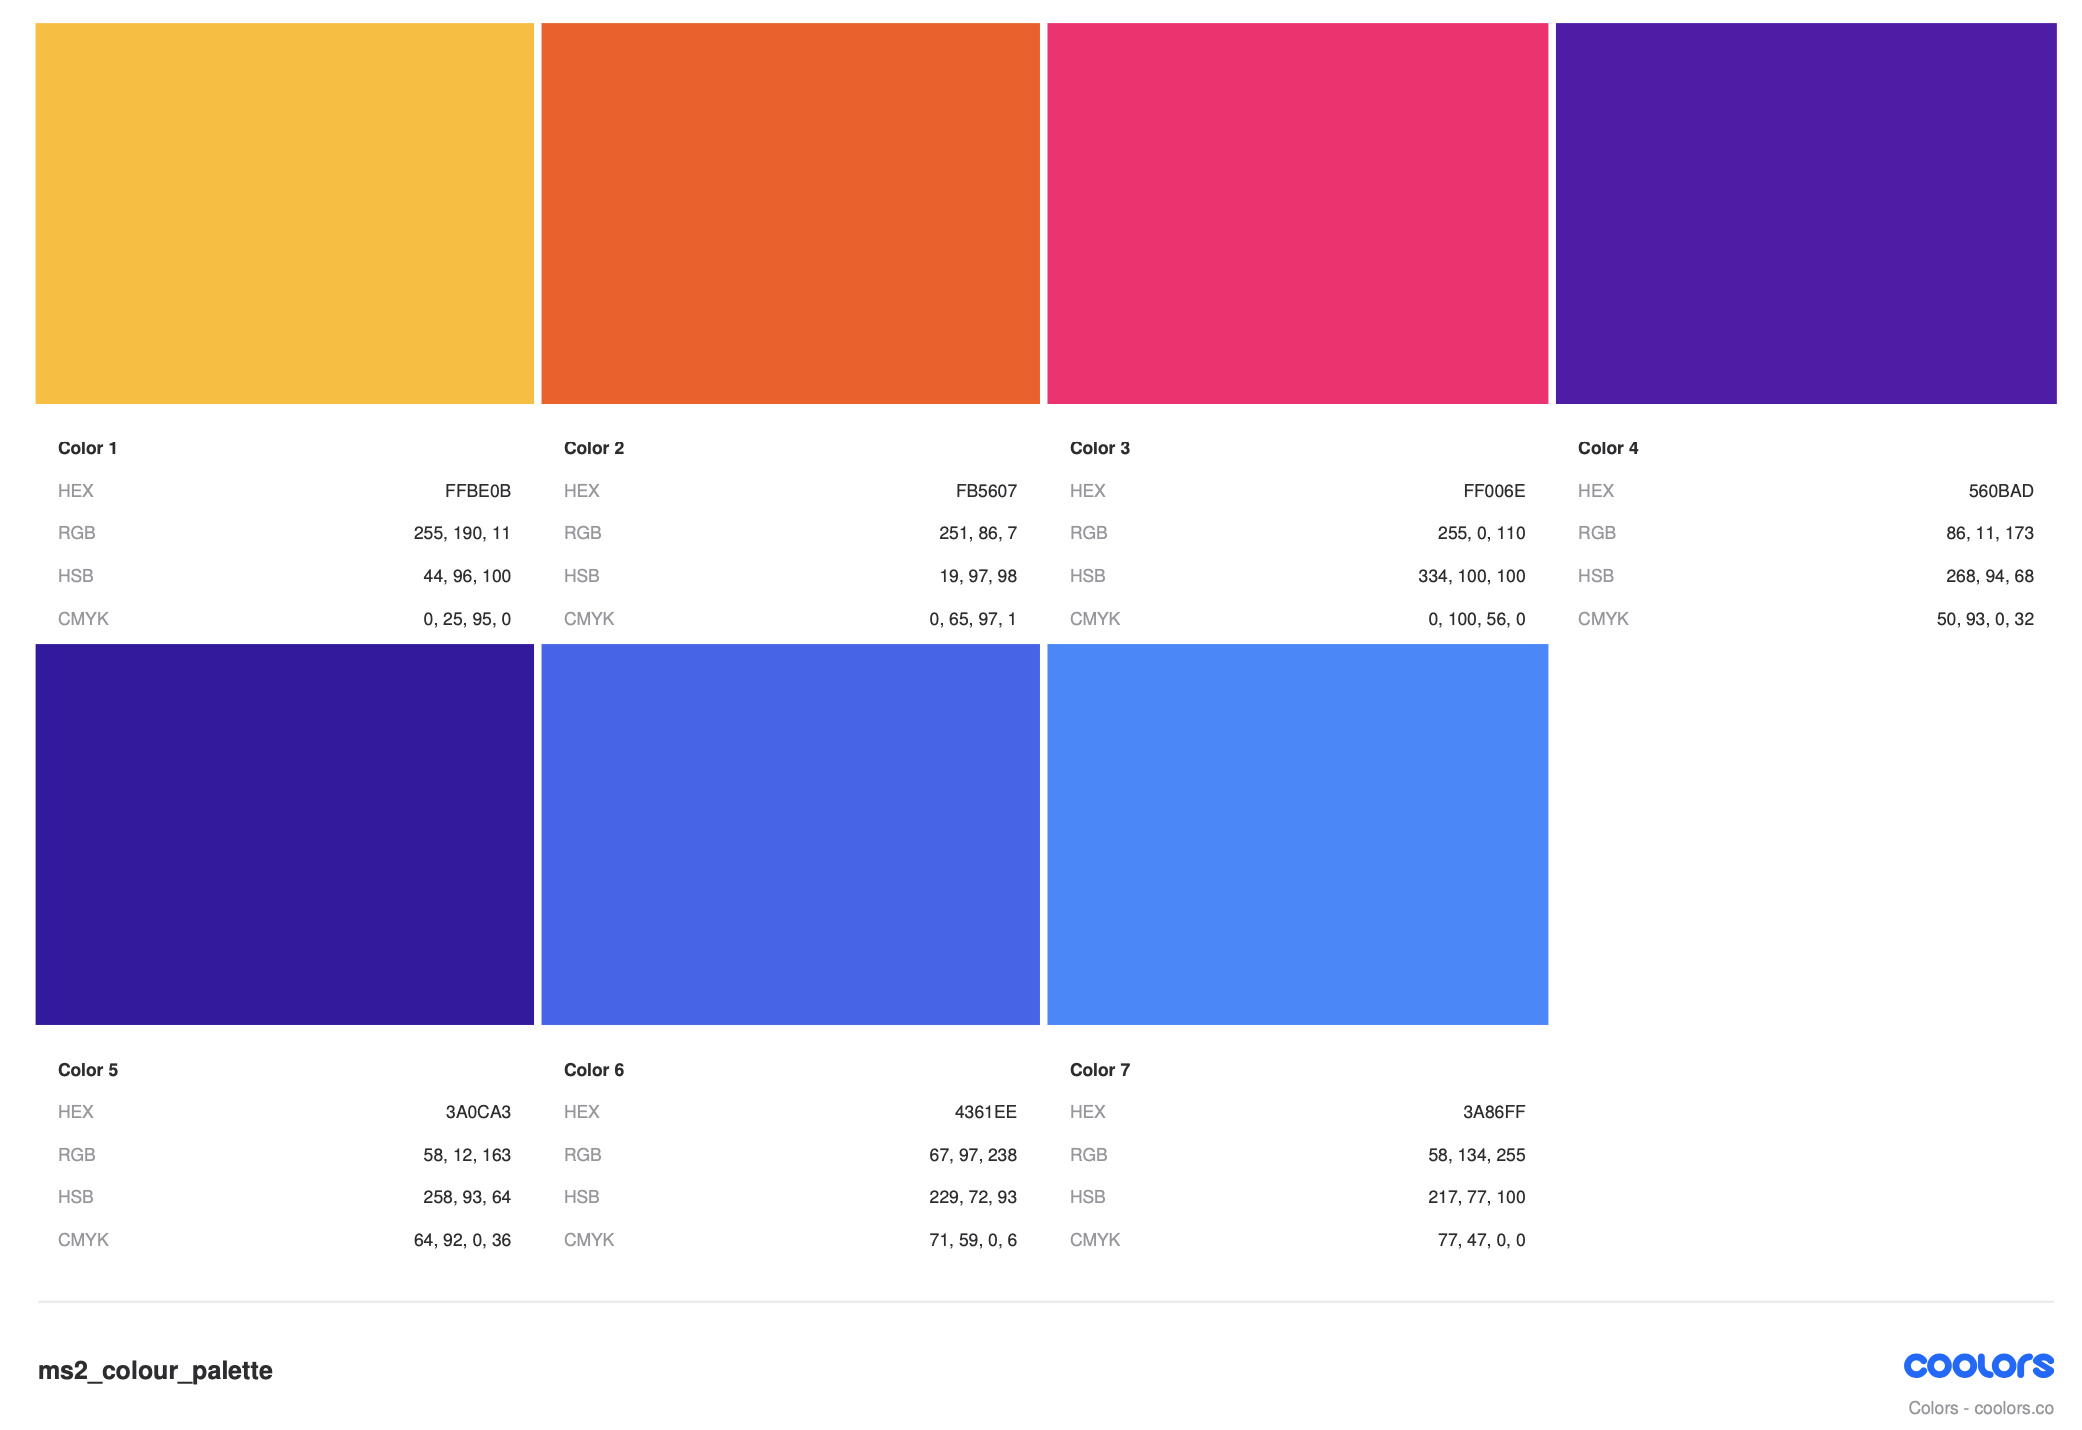 Color 1 Color 2 Color 3 Color 4
HEX FFBE0B HEX FB5607 HEX FF006E HEX 560BAD
RGB 255, 190, 11 RGB 251, 86, 7 RGB 255, 0, 110 RGB 86, 11, 173
HSB 44, 96, 100 HSB 19, 97, 98 HSB 334, 100, 100 HSB 268, 94, 68
CMYK 0, 25, 95, 0 CMYK 0, 65, 97, 1 CMYK 0, 100, 56, 0 CMYK 50, 93, 0, 32
Color 5 Color 6 Color 7
HEX 3A0CA3 HEX 4361EE HEX 3A86FF
RGB 58, 12, 163 RGB 67, 97, 238 RGB 58, 134, 255
HSB 258, 93, 64 HSB 229, 72, 93 HSB 217, 77, 100
CMYK 64, 92, 0, 36 CMYK 71, 59, 0, 6 CMYK 77, 47, 0, 0
ms2_colour_palette coolors
Colors - coolors.co